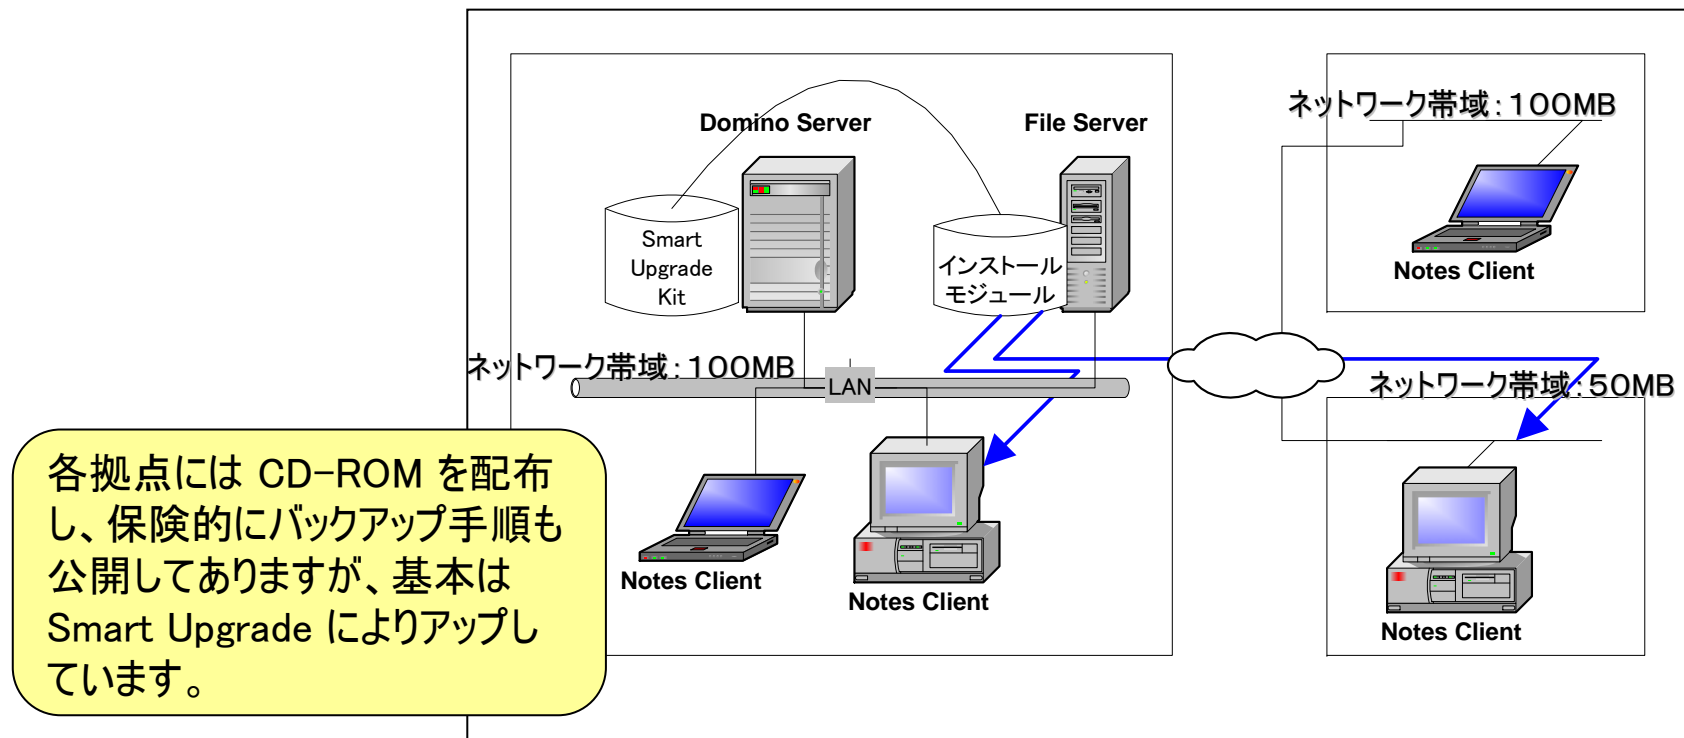 ネットワーク帯域：100MB
Domino Server
File Server
Smart
Upgrade
Kit
インストール
モジュール
Notes Client
ネットワーク帯域：100MB
LAN
ネットワーク帯域：50MB
各拠点には CD-ROM を配布
し、保険的にバックアップ手順も
公開してありますが、基本は
Smart Upgrade によりアップし
ています。
Notes Client
Notes Client
Notes Client